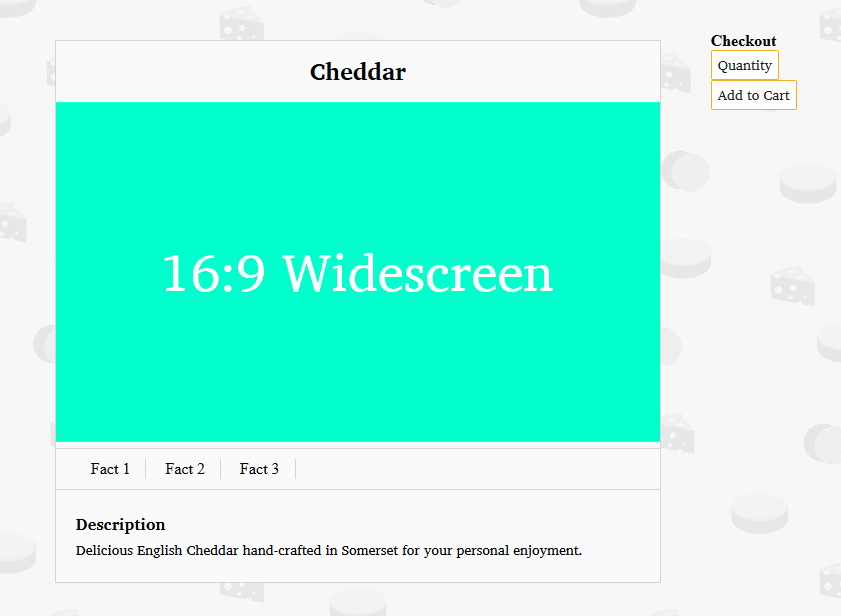 Cheddar
16:9 Widescreen
Fact 1
Fact 2
Fact 3
Description
Delicious English Cheddar hand-crafted in Somerset for your personal enjoyment.
Checkout
Quantity
Add to Cart